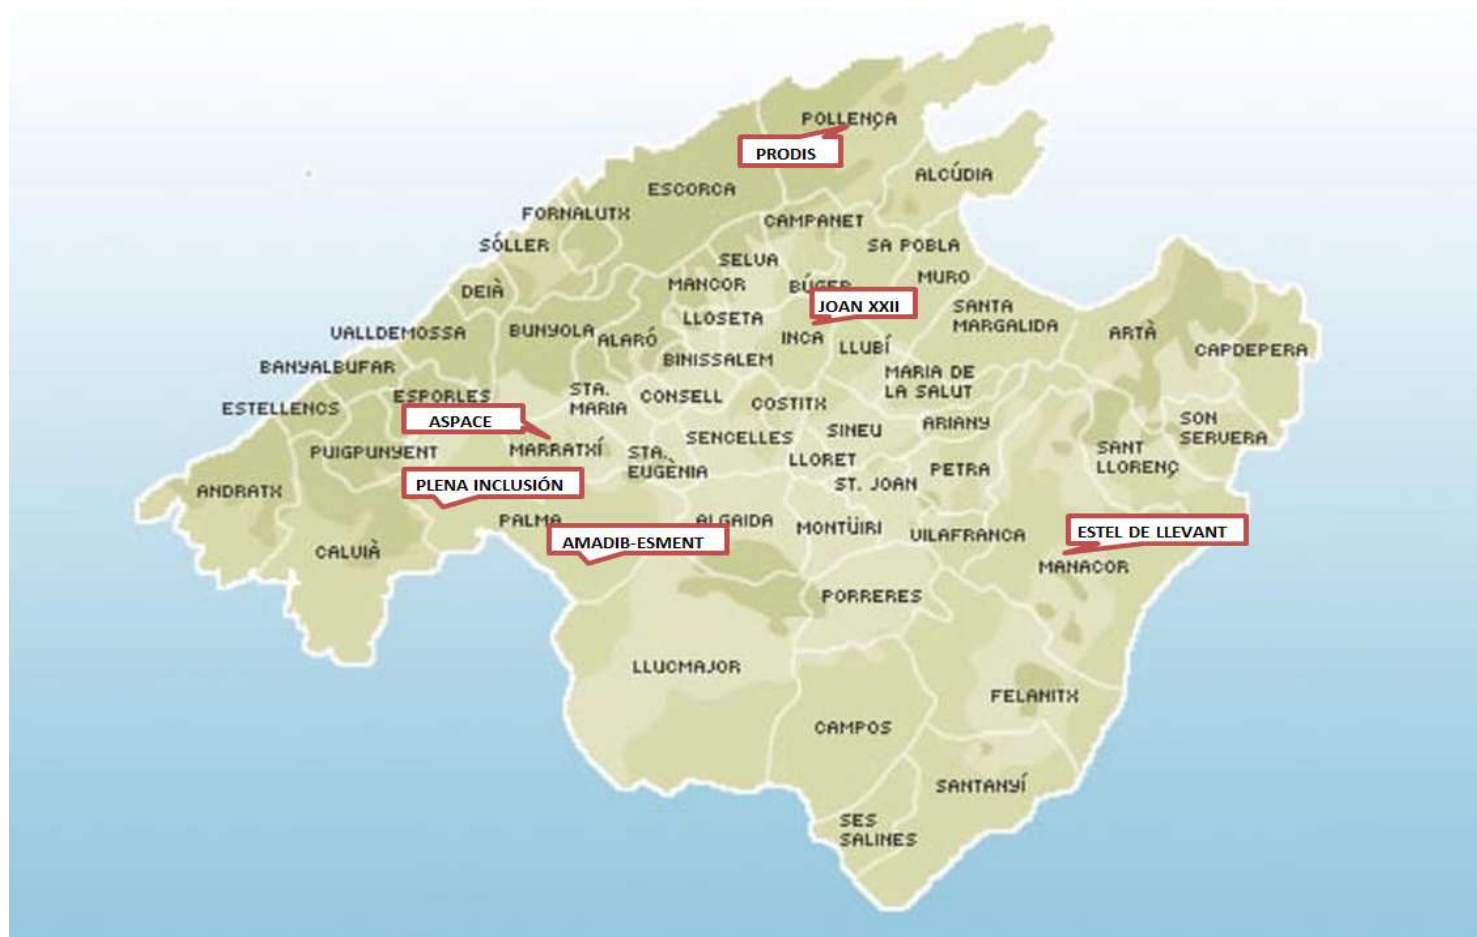 POLLENÇA
PRODIS
ALCÚDIA
ESCORCA
FORNALUTX
CAMPANET
SÓLLER
SA POBLA
SELVA
MURO
MANCOR
BÚGER
DEIÀ
JOAN XXII
SANTA
MARGALIDA
LLOSETA
VALLDEMOSSA
BUNYOLA
ALARÓ
INCA
LLUBÍ
ARTÀ
CAPDEPERA
BINISSALEM
BANYALBUFAR
MARIA DE
LA SALUT
ESPORLES
STA.
MARIA
CONSELL
COSTITX
ESTELLENCS
ASPACE
ARIANY
SON
SERVERA
SINEU
SENCELLES
PUIGPUNYENT
MARRATXÍ
STA.
EUGÈNIA
LLORET
SANT
LLORENÇ
PETRA
ST. JOAN
PLENA INCLUSIÓN
ANDRATX
PALMA
ALGAIDA
MONTÜIRI
VILAFRANCA
ESTEL DE LLEVANT
AMADIB-ESMENT
CALVIÀ
MANACOR
PORRERES
LLUCMAJOR
FELANITX
CAMPOS
SANTANYÍ
SES
SALINES